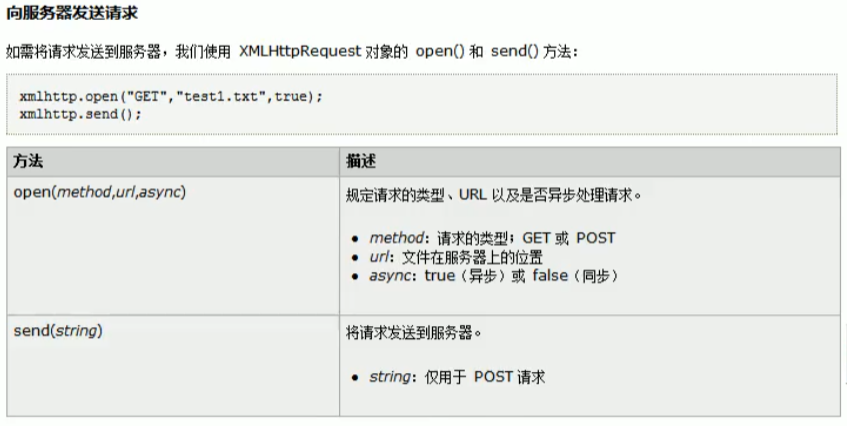 向服务器发送请求
如需将请求发送到服务器，我们使用 XMLHttpRequest 对象的 open() 和 send() 方法：
xmlhttp.open("GET","test1.txt",true);
xmlhttp.send();
方法 描述
open(method,url,async) 规定请求的类型、URL 以及是否异步处理请求。
• method：请求的类型；GET 或 POST
• url：文件在服务器上的位置
• async：true（异步）或 false（同步）
send(string) 将请求发送到服务器。
• string：仅用于 POST 请求